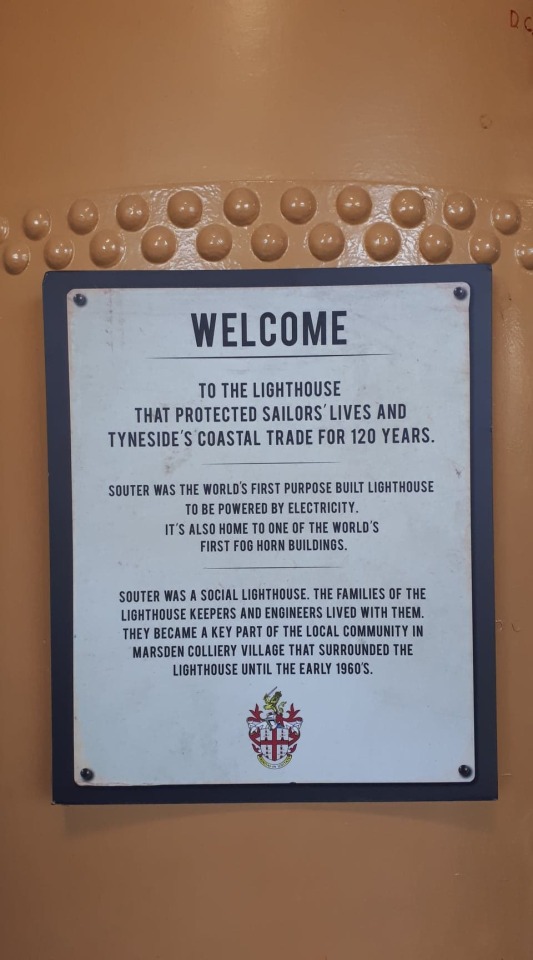 WELCOME
TO THE LIGHTHOUSE
THAT PROTECTED SAILORS' LIVES AND
TYNESIDE'S COASTAL TRADE FOR 120 YEARS.
SOUTER WAS THE WORLD'S FIRST PURPOSE BUILT LIGHTHOUSE
TO BE POWERED BY ELECTRICITY.
IT'S ALSO HOME TO ONE OF THE WORLD'S
FIRST FOG HORN BUILDINGS.
SOUTER WAS A SOCIAL LIGHTHOUSE. THE FAMILIES OF THE
LIGHTHOUSE KEEPERS AND ENGINEERS LIVED WITH THEM.
THEY BECAME A KEY PART OF THE LOCAL COMMUNITY IN
MARSDEN COLLIERY VILLAGE THAT SURROUNDED THE
LIGHTHOUSE UNTIL THE EARLY 1960'S.